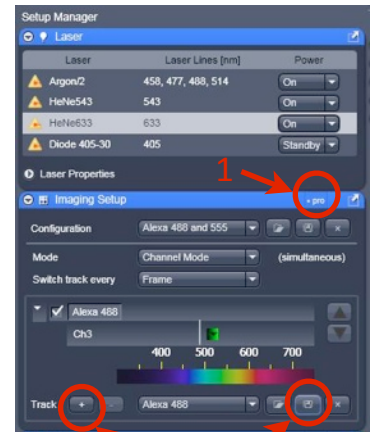 Setup Manager
Laser
Laser Laser Lines [nm] Power
Argon/2 458, 477, 488, 514 On
HeNe543 543 On
HeNe633 633 On
Diode 405-30 405 Standby
Laser Properties
1
Imaging Setup pro
Configuration Alexa 488 and 555
Mode Channel Mode (simultaneous)
Switch track every Frame
Alexa 488
Ch3
400 500 600 700
Track + - Alexa 488